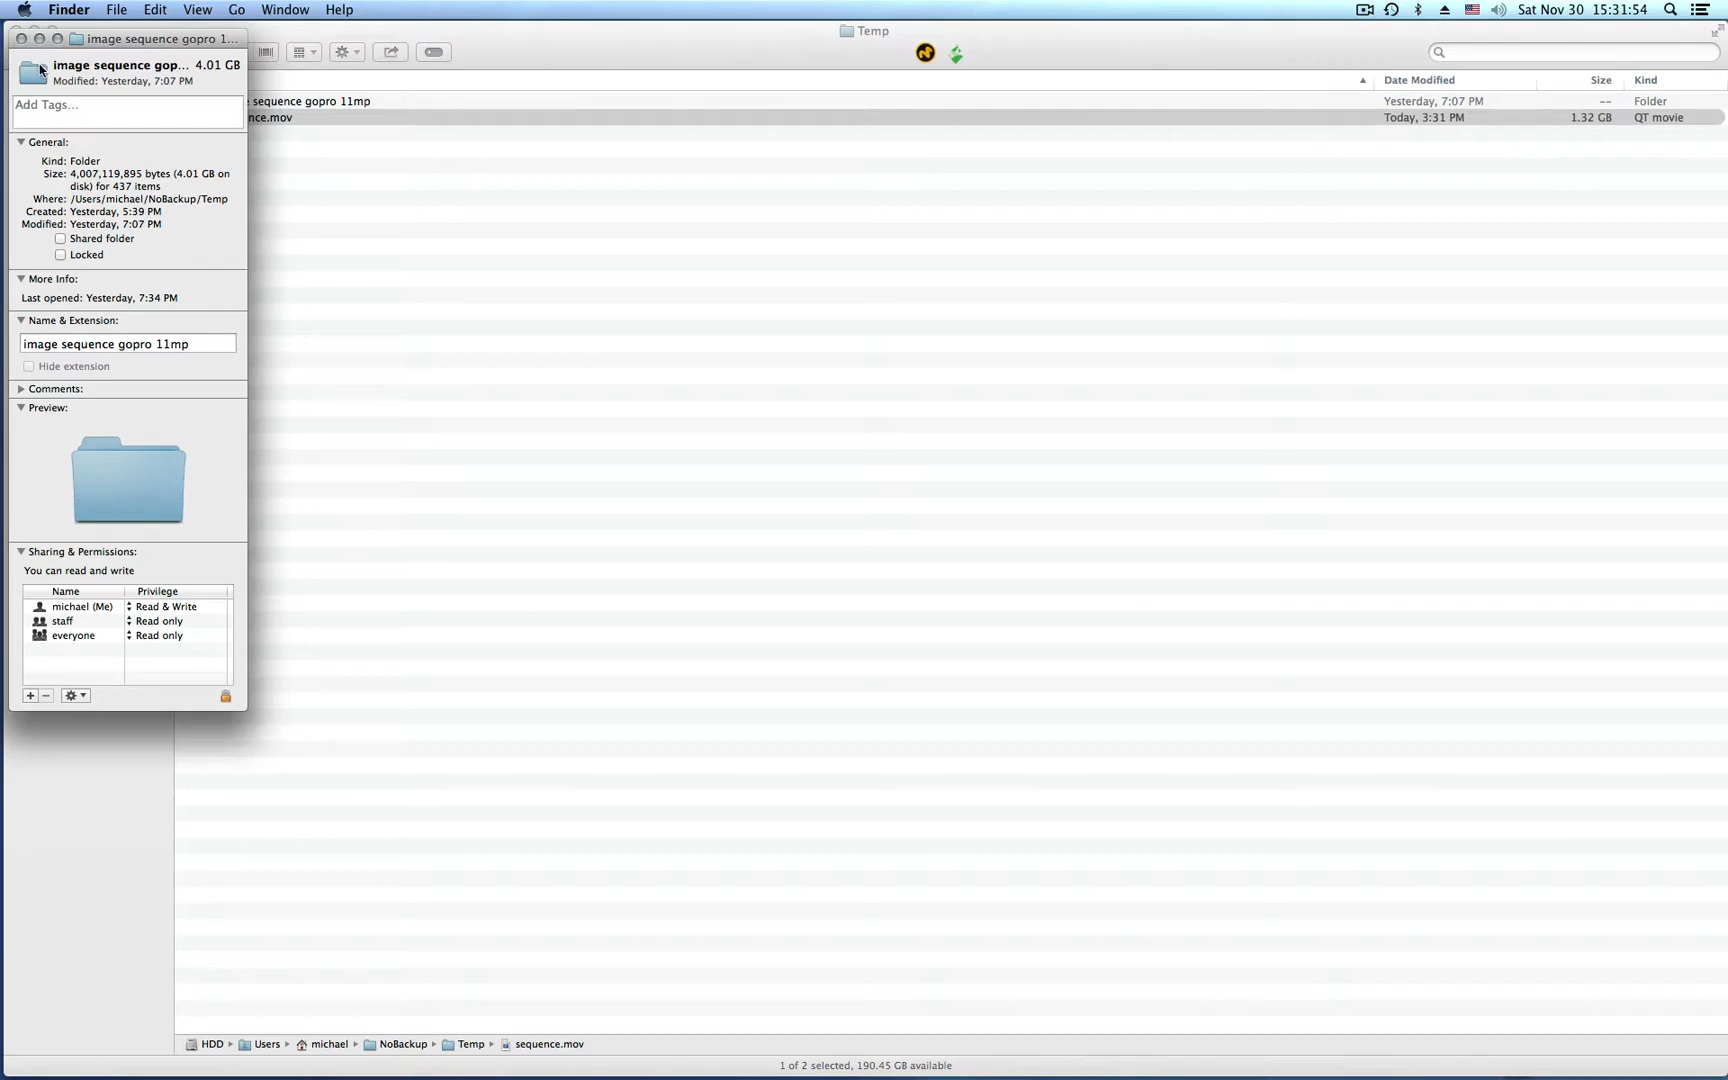 Finder File Edit View Go Window Help Sat Nov 30 15:31:54
image sequence gopro 1... Temp
image sequence gop... 4.01 GB
Modified: Yesterday, 7:07 PM
Add Tags...
General:
Kind: Folder
Size: 4,007,119,895 bytes (4.01 GB on
disk) for 437 items
Where: /Users/michael/NoBackup/Temp
Created: Yesterday, 5:39 PM
Modified: Yesterday, 7:07 PM
Shared folder
Locked
More Info:
Last opened: Yesterday, 7:34 PM
Name & Extension:
image sequence gopro 11mp
Hide extension
Comments:
Preview:
Sharing & Permissions:
You can read and write
Name Privilege
michael (Me) Read & Write
staff Read only
everyone Read only
Date Modified Size Kind
sequence gopro 11mp Yesterday, 7:07 PM -- Folder
nce.mov Today, 3:31 PM 1.32 GB QT movie
HDD Users michael NoBackup Temp sequence.mov
1 of 2 selected, 190.45 GB available